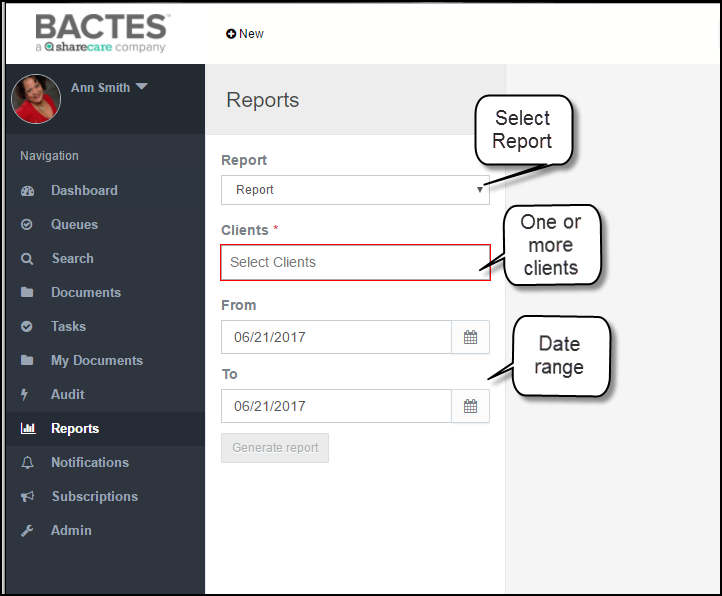 BACTES™
a sharecare company
New
Ann Smith
Navigation
Dashboard
Queues
Search
Documents
Tasks
My Documents
Audit
Reports
Notifications
Subscriptions
Admin
Reports
Report
Report
Clients *
Select Clients
From
06/21/2017
To
06/21/2017
Generate report
Select
Report
One or
more
clients
Date
range